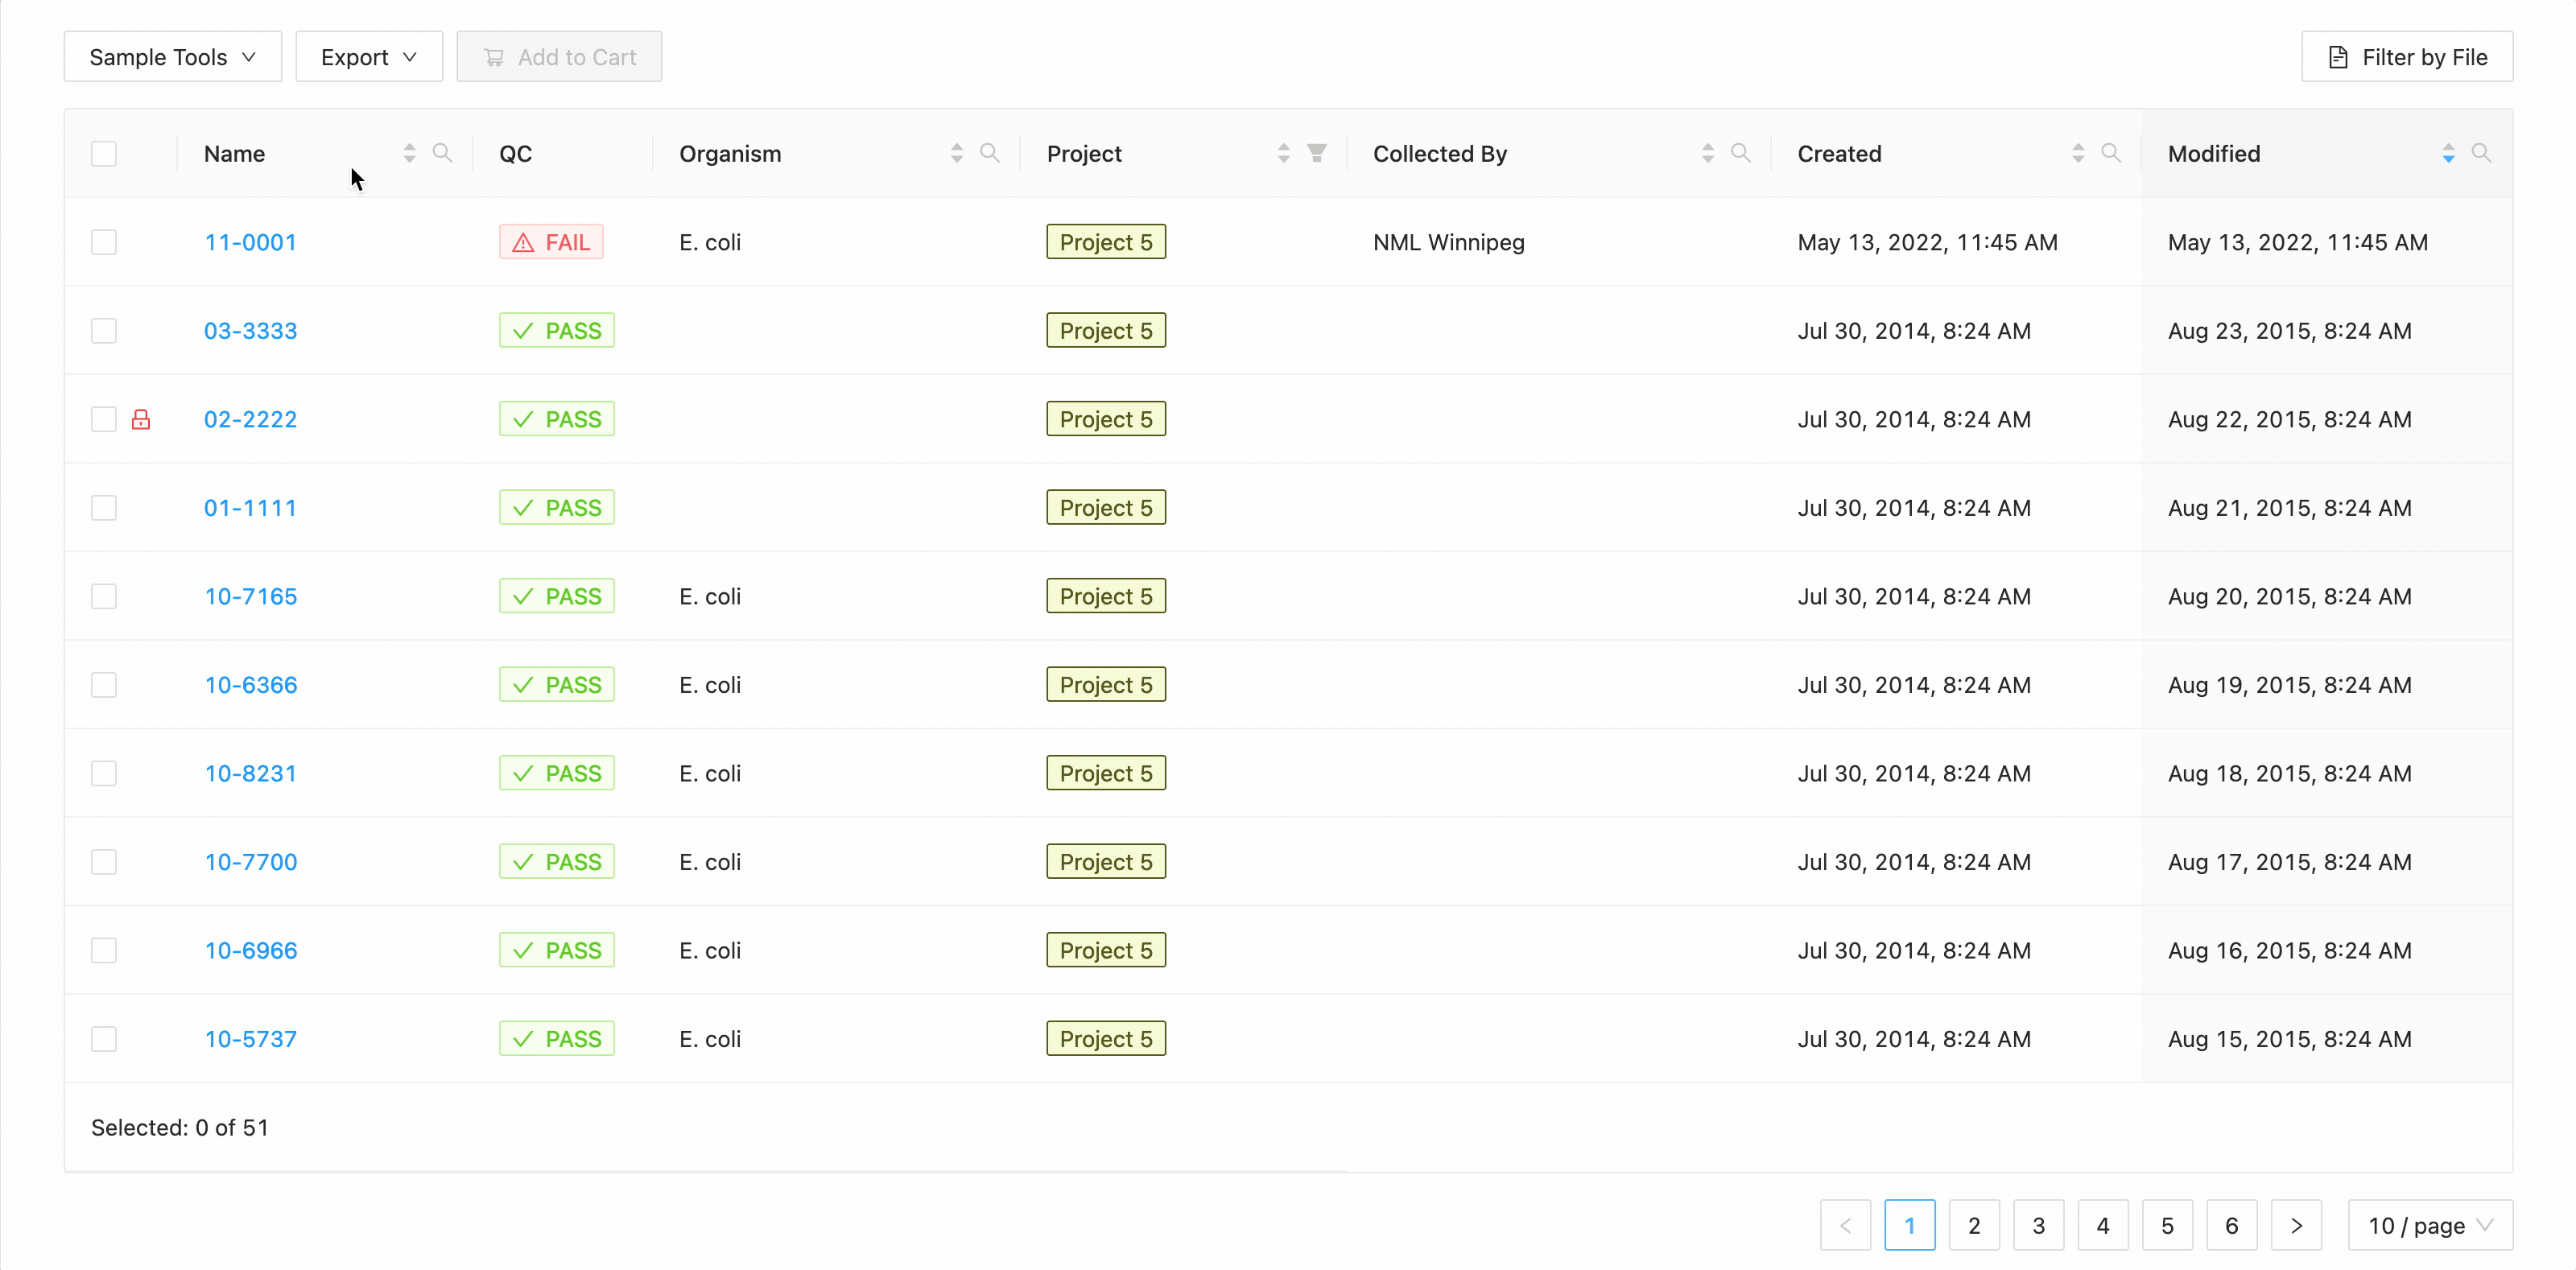 Sample Tools Export Add to Cart Filter by File
Name QC Organism Project Collected By Created Modified
11-0001 FAIL E. coli Project 5 NML Winnipeg May 13, 2022, 11:45 AM May 13, 2022, 11:45 AM
03-3333 PASS Project 5 Jul 30, 2014, 8:24 AM Aug 23, 2015, 8:24 AM
02-2222 PASS Project 5 Jul 30, 2014, 8:24 AM Aug 22, 2015, 8:24 AM
01-1111 PASS Project 5 Jul 30, 2014, 8:24 AM Aug 21, 2015, 8:24 AM
10-7165 PASS E. coli Project 5 Jul 30, 2014, 8:24 AM Aug 20, 2015, 8:24 AM
10-6366 PASS E. coli Project 5 Jul 30, 2014, 8:24 AM Aug 19, 2015, 8:24 AM
10-8231 PASS E. coli Project 5 Jul 30, 2014, 8:24 AM Aug 18, 2015, 8:24 AM
10-7700 PASS E. coli Project 5 Jul 30, 2014, 8:24 AM Aug 17, 2015, 8:24 AM
10-6966 PASS E. coli Project 5 Jul 30, 2014, 8:24 AM Aug 16, 2015, 8:24 AM
10-5737 PASS E. coli Project 5 Jul 30, 2014, 8:24 AM Aug 15, 2015, 8:24 AM
Selected: 0 of 51
1 2 3 4 5 6 10 / page